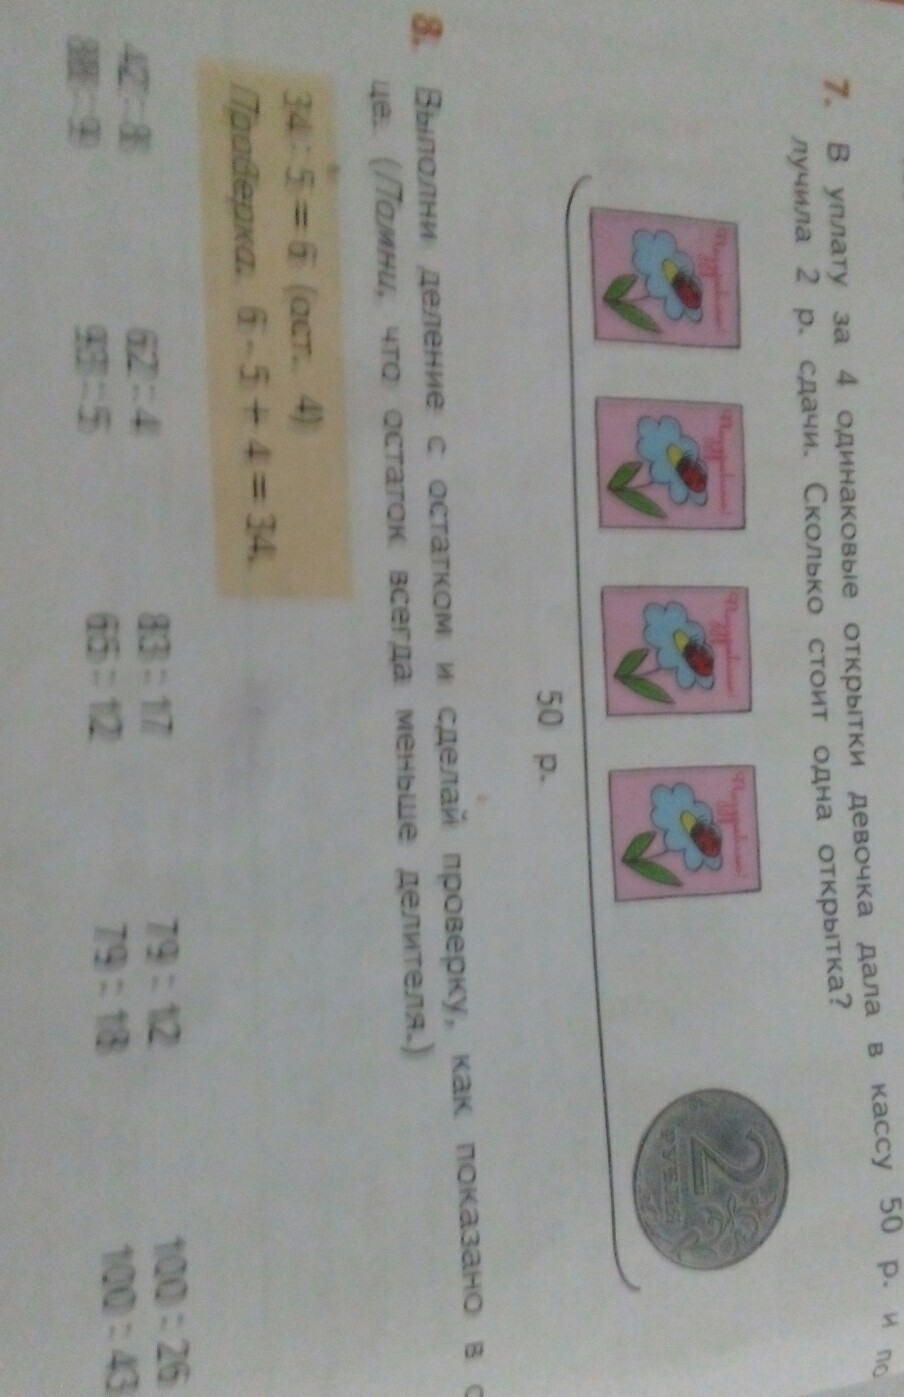 7. В уплату за 4 одинаковые открытки девочка дала в кассу 50 р. и по
лучила 2 р. сдачи. Сколько стоит одна открытка?
2
РУБЛЯ
50 р.
8. Выполни деление с остатком и сделай проверку, как показано в
це. (Помни, что остаток всегда меньше делителя.)
34 : 5 = 6 (ост. 4)
Проверка. 6 · 5 + 4 = 34.
42 : 8 62 : 4 83 : 17 79 : 12 100 : 26
93 : 5 65 : 12 79 : 18 100 : 43